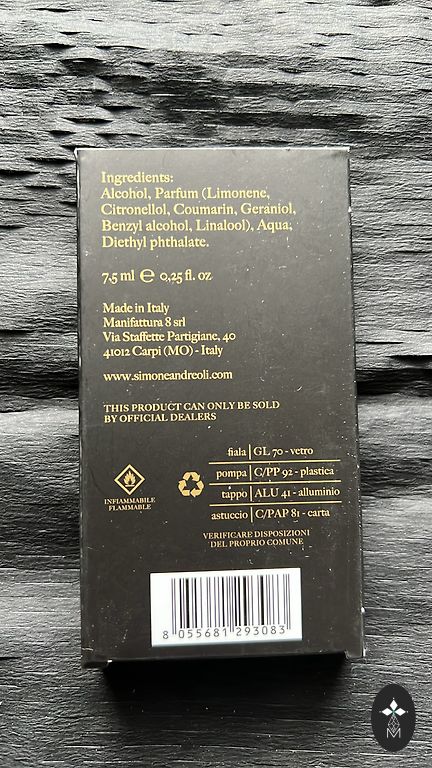 Ingredients:
Alcohol, Parfum (Limonene,
Citronellol, Coumarin, Geraniol,
Benzyl alcohol, Linalool), Aqua,
Diethyl phthalate.
7,5 ml ℮ 0,25 fl. oz
Made in Italy
Manifattura 8 srl
Via Staffette Partigiane, 40
41012 Carpi (MO) - Italy
www.simoneandreoli.com
THIS PRODUCT CAN ONLY BE SOLD
BY OFFICIAL DEALERS
INFIAMMABILE
FLAMMABLE
fiala | GL 70 - vetro
pompa | C/PP 92 - plastica
tappo | ALU 41 - alluminio
astuccio | C/PAP 81 - carta
VERIFICARE DISPOSIZIONI
DEL PROPRIO COMUNE
8 055681 293083
M